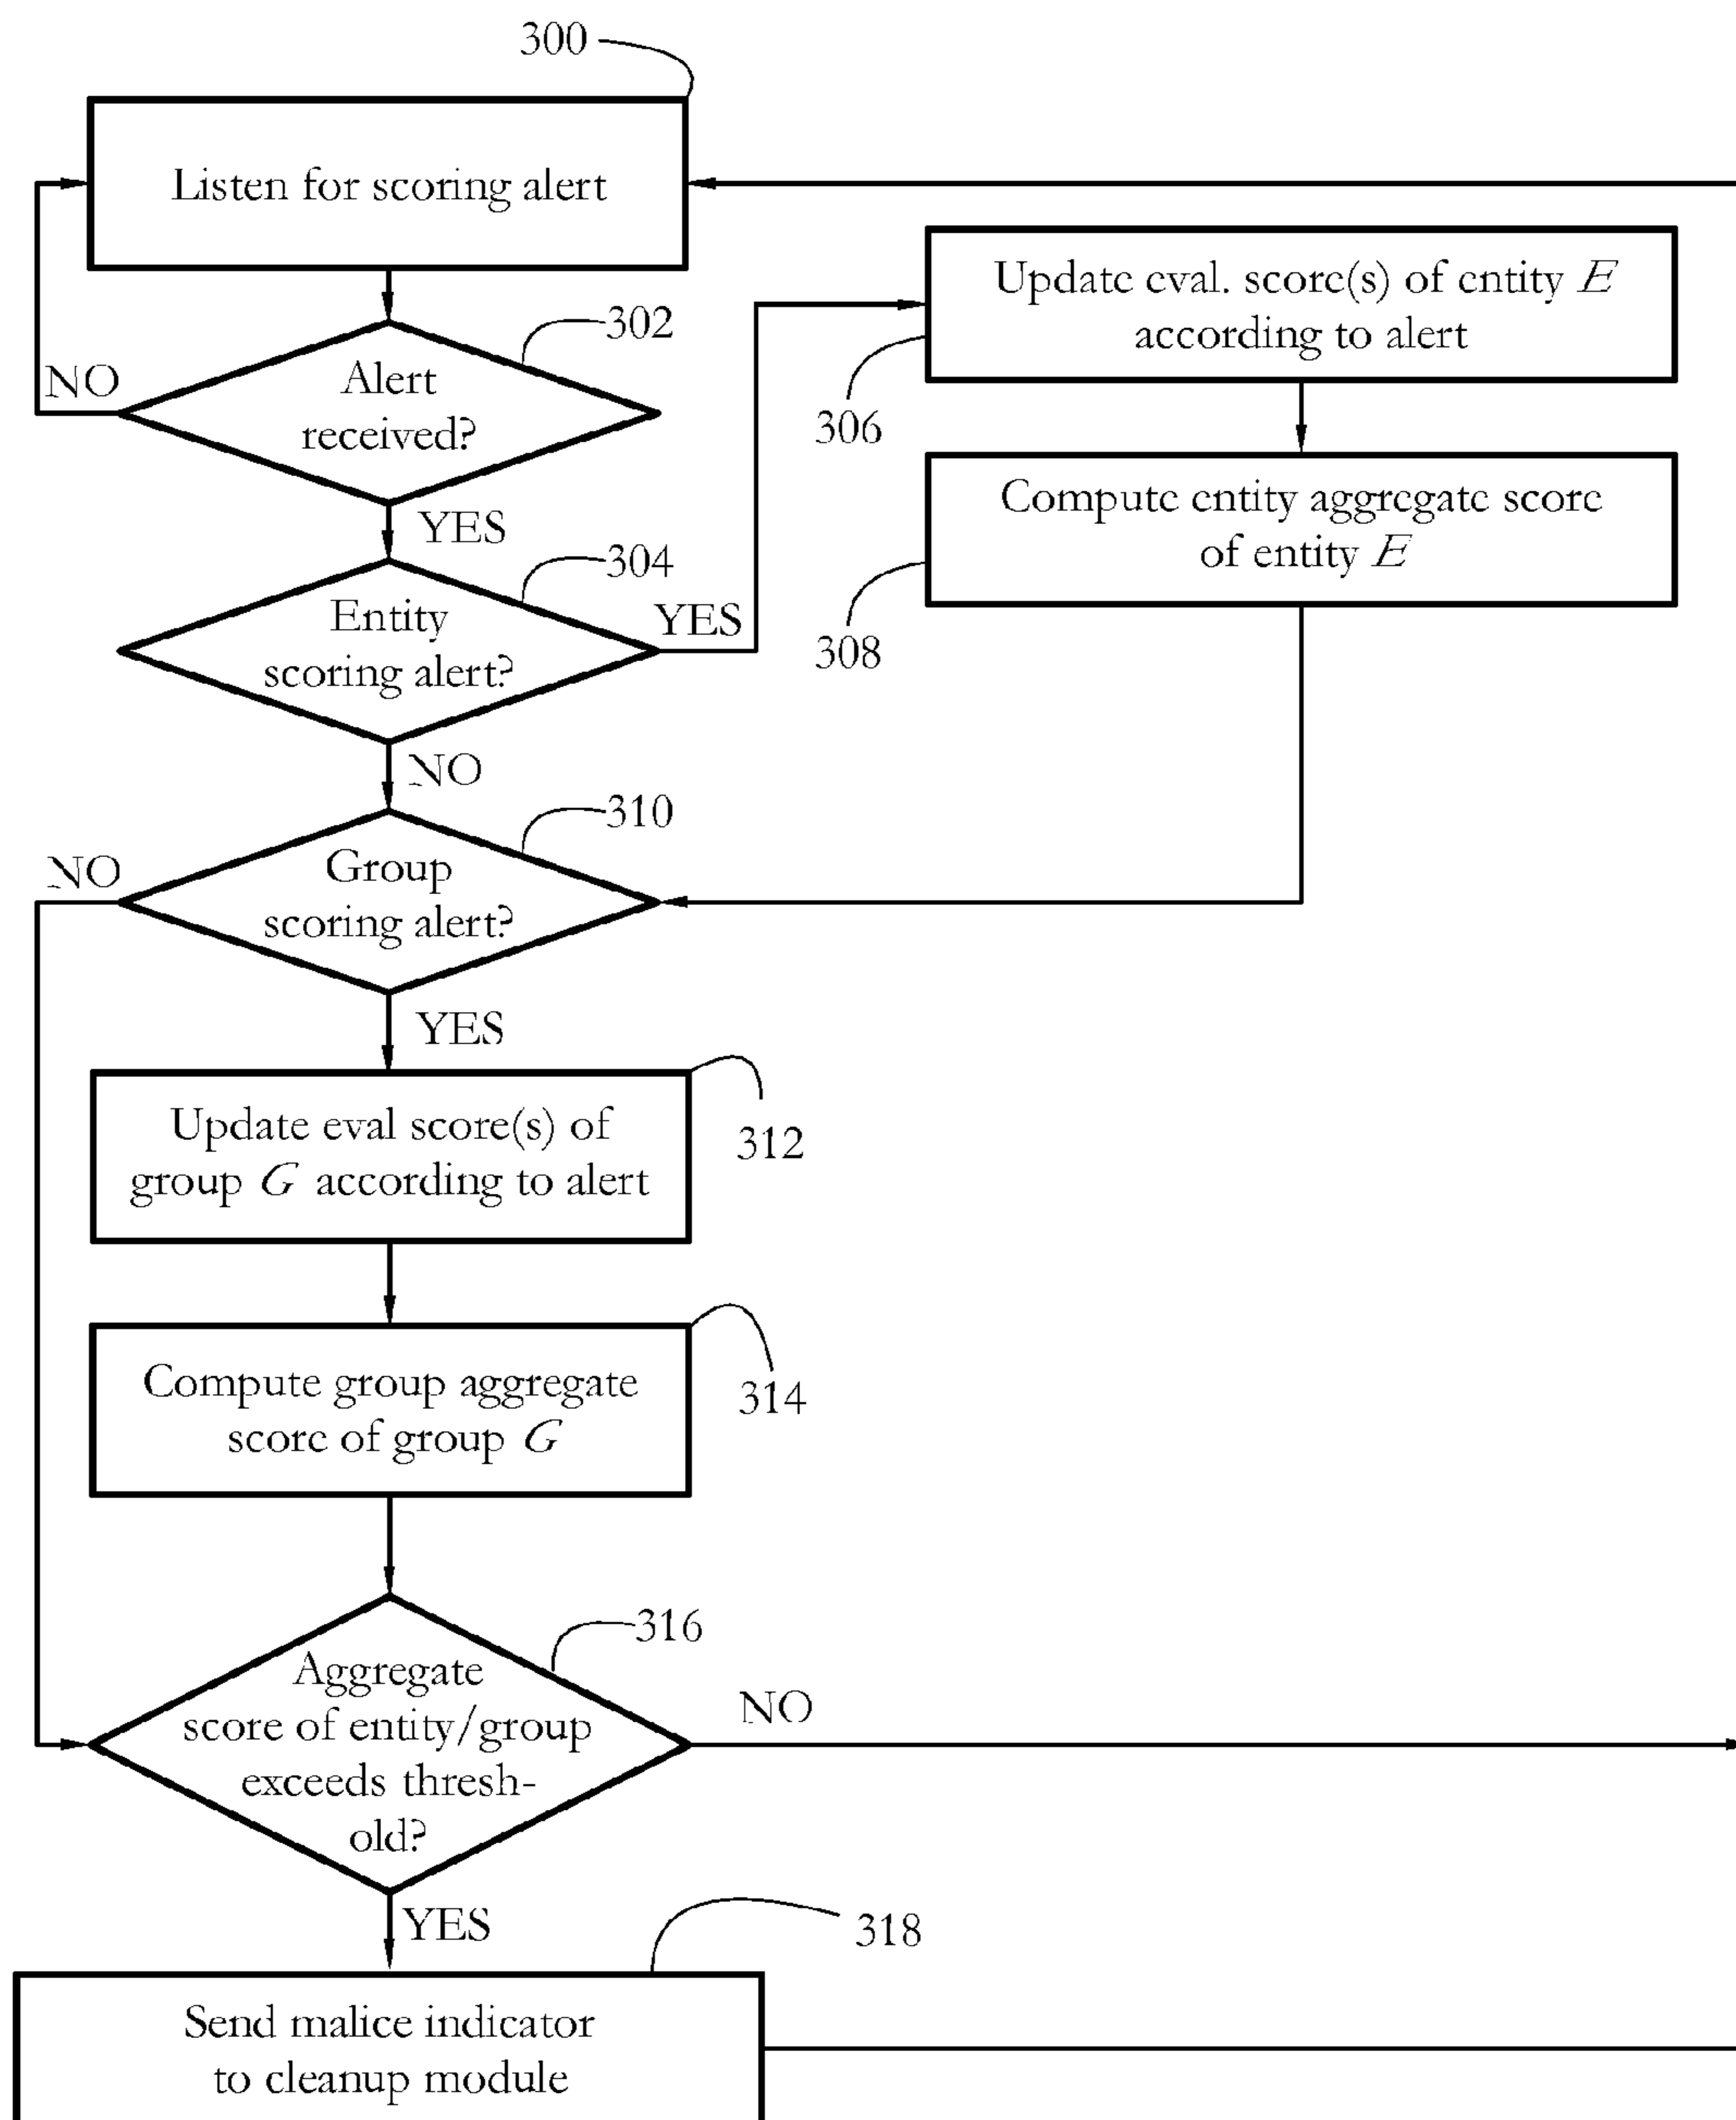 300
Listen for scoring alert
302
Alert
received?
NO
YES
304
Entity
scoring alert?
YES
NO
Update eval. score(s) of entity E
according to alert
306
Compute entity aggregate score
of entity E
308
310
Group
scoring alert?
NO
YES
Update eval score(s) of
group G according to alert
312
Compute group aggregate
score of group G
314
316
Aggregate
score of entity/group
exceeds thresh-
old?
NO
YES
318
Send malice indicator
to cleanup module